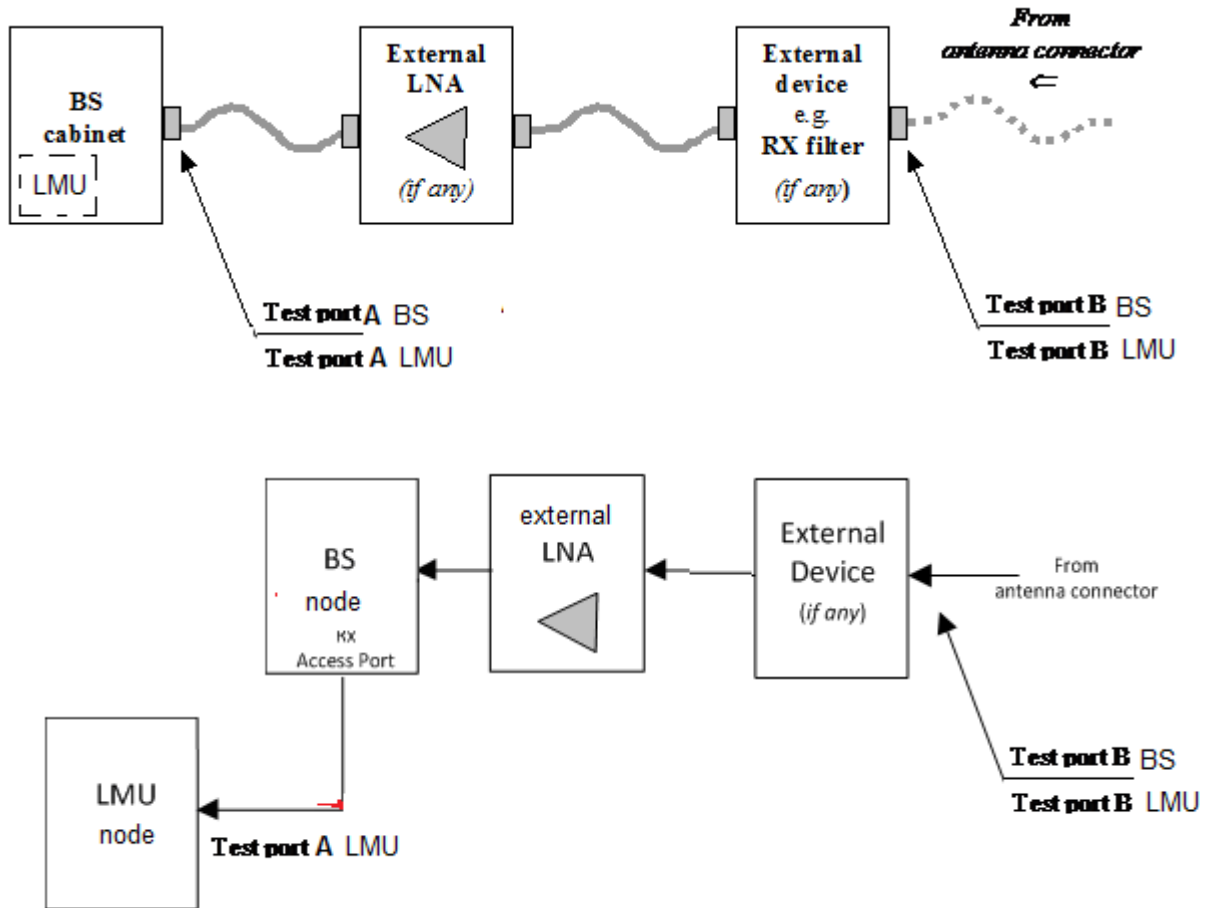 BS
cabinet
LMU
External
LNA
(if any)
External
device
e.g.
RX filter
(if any)
From
antenna connector
⇐
Test port A BS
Test port A LMU
Test port B BS
Test port B LMU
BS
node
RX
Access Port
external
LNA
External
Device
(if any)
From
antenna connector
Test port B BS
Test port B LMU
LMU
node
Test port A LMU